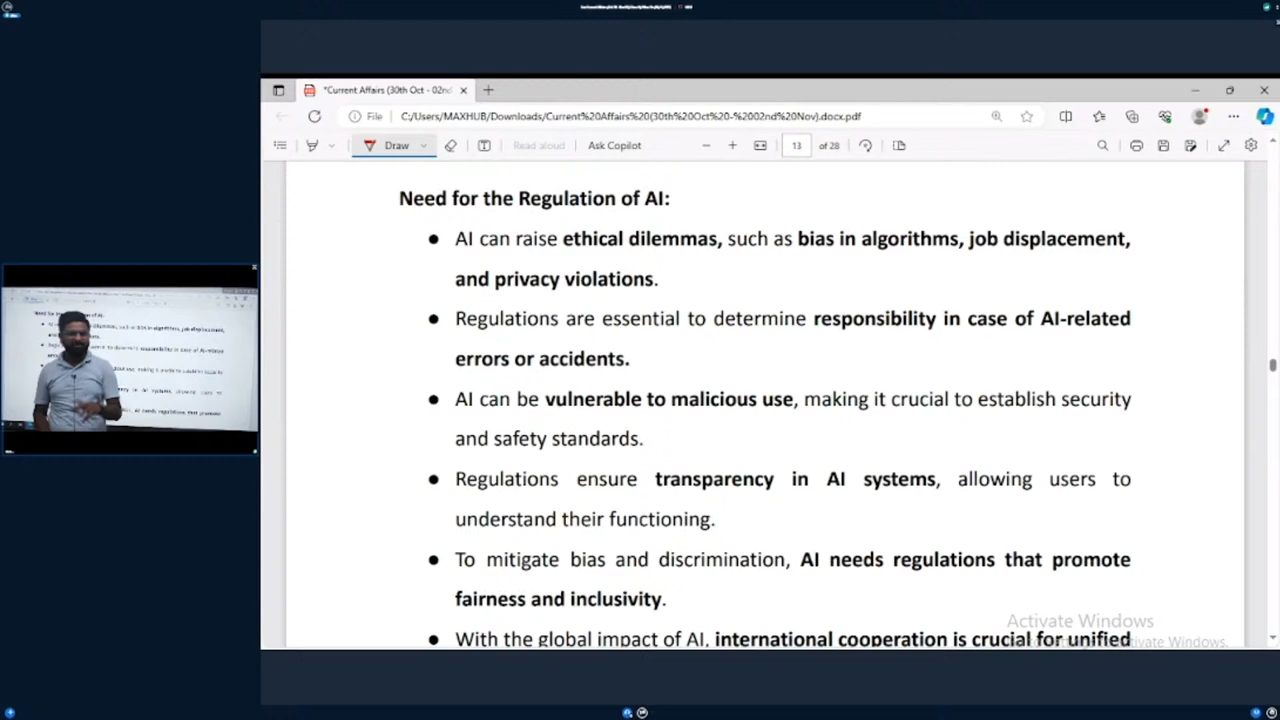 *Current Affairs (30th Oct - 02nd
File
C:/Users/MAXHUB/Downloads/Current%20Affairs%20(30th%20Oct%20-%2002nd%20Nov).docx.pdf
Draw
Read aloud
Ask Copilot
13
of 28
Need for the Regulation of AI:
● AI can raise ethical dilemmas, such as bias in algorithms, job displacement,
and privacy violations.
● Regulations are essential to determine responsibility in case of AI-related
errors or accidents.
● AI can be vulnerable to malicious use, making it crucial to establish security
and safety standards.
● Regulations ensure transparency in AI systems, allowing users to
understand their functioning.
● To mitigate bias and discrimination, AI needs regulations that promote
fairness and inclusivity.
● With the global impact of AI, international cooperation is crucial for unified
Activate Windows